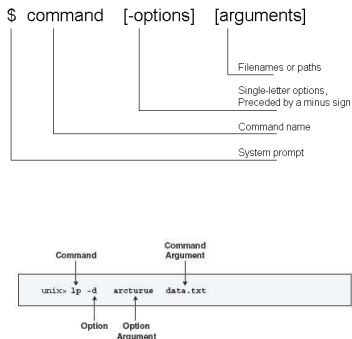 $ command [-options] [arguments]
Filenames or paths
Single-letter options,
Preceded by a minus sign
Command name
System prompt
Command
Command
Argument
unix> lp -d arcturus data.txt
Option
Option
Argument